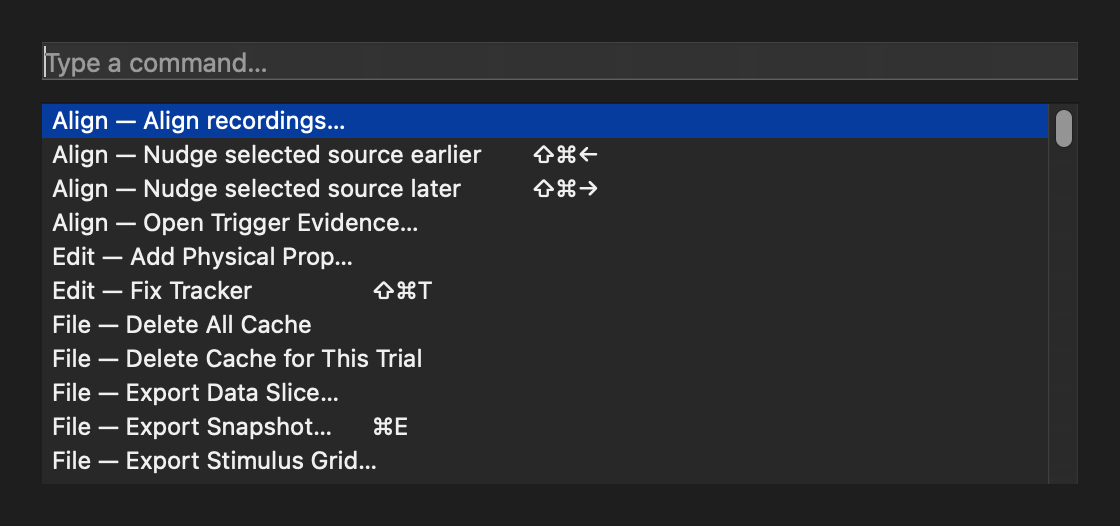 Type a command...
Align — Align recordings...
Align — Nudge selected source earlier ⇧⌘←
Align — Nudge selected source later ⇧⌘→
Align — Open Trigger Evidence...
Edit — Add Physical Prop...
Edit — Fix Tracker ⇧⌘T
File — Delete All Cache
File — Delete Cache for This Trial
File — Export Data Slice...
File — Export Snapshot... ⌘E
File — Export Stimulus Grid...